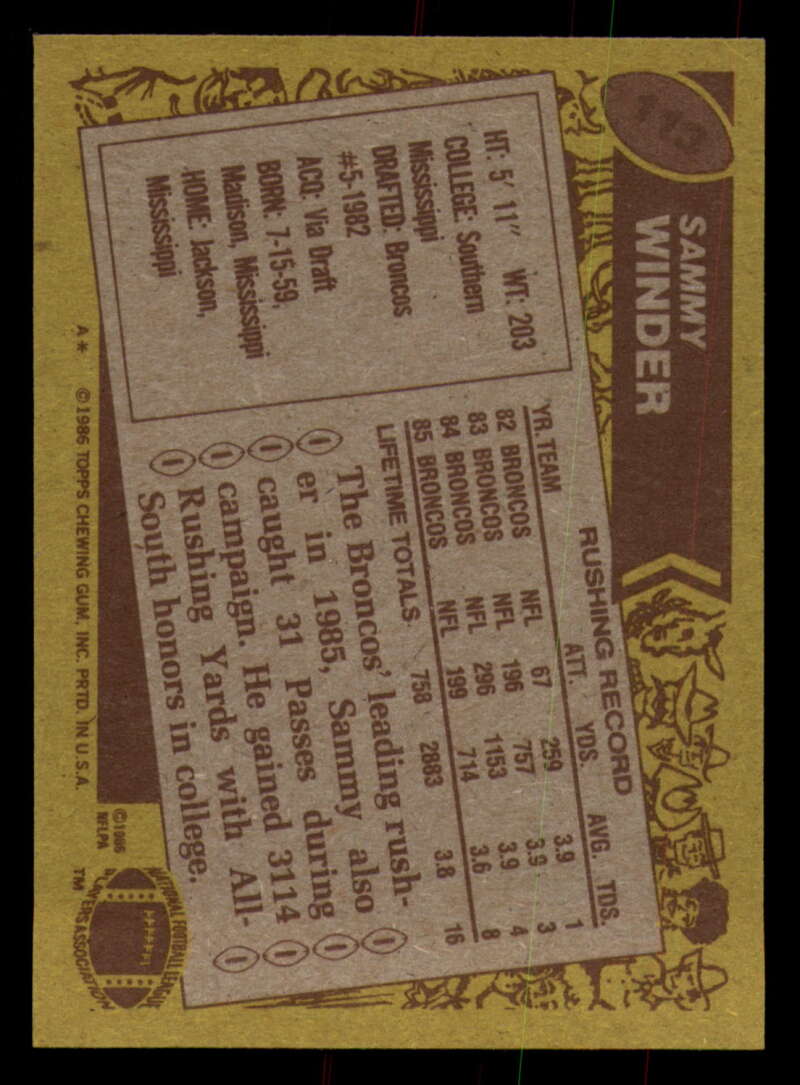 113
SAMMY
WINDER
HT: 5' 11" WT: 203
COLLEGE: Southern
Mississippi
DRAFTED: Broncos
#5-1982
ACQ: Via Draft
BORN: 7-15-59,
Madison, Mississippi
HOME: Jackson,
Mississippi
RUSHING RECORD
YR. TEAM ATT. YDS. AVG. TDS.
82 BRONCOS NFL 67 259 3.9 1
83 BRONCOS NFL 196 757 3.9 3
84 BRONCOS NFL 296 1153 3.9 4
85 BRONCOS NFL 199 714 3.6 8
LIFETIME TOTALS 758 2883 3.8 16
The Broncos' leading rush-
er in 1985, Sammy also
caught 31 Passes during
campaign. He gained 3114
Rushing Yards with All-
South honors in college.
A* ©1986 TOPPS CHEWING GUM, INC. PRTD. IN U.S.A.
©1986
NFLPA
NATIONAL FOOTBALL LEAGUE
PLAYERS ASSOCIATION
TM